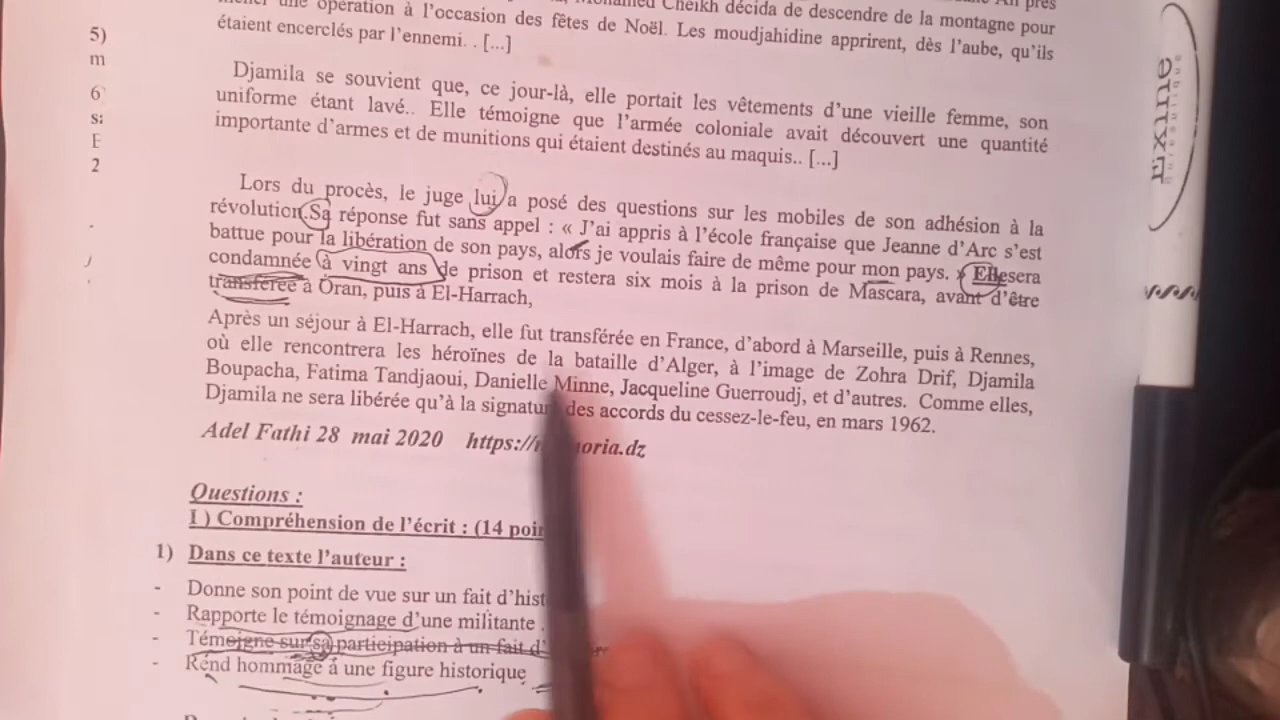 une opération à l'occasion des fêtes de Noël. Les moudjahidine apprirent, dès l'aube, qu'ils
Cheikh décida de descendre de la montagne pour
étaient encerclés par l'ennemi. . [...]
5)
m
Djamila se souvient que, ce jour-là, elle portait les vêtements d'une vieille femme, son
uniforme étant lavé.. Elle témoigne que l'armée coloniale avait découvert une quantité
importante d'armes et de munitions qui étaient destinés au maquis.. [...]
6
E
2
Lors du procès, le juge lui a posé des questions sur les mobiles de son adhésion à la
révolution.Sa réponse fut sans appel : « J'ai appris à l'école française que Jeanne d'Arc s'est
battue pour la libération de son pays, alors je voulais faire de même pour mon pays. » Elle sera
condamnée à vingt ans de prison et restera six mois à la prison de Mascara, avant d'être
transférée à Oran, puis à El-Harrach,
Après un séjour à El-Harrach, elle fut transférée en France, d'abord à Marseille, puis à Rennes,
où elle rencontrera les héroïnes de la bataille d'Alger, à l'image de Zohra Drif, Djamila
Boupacha, Fatima Tandjaoui, Danielle Minne, Jacqueline Guerroudj, et d'autres. Comme elles,
Djamila ne sera libérée qu'à la signature des accords du cessez-le-feu, en mars 1962.
Adel Fathi 28 mai 2020 https://
oria.dz
Questions :
I ) Compréhension de l'écrit : (14
1) Dans ce texte l'auteur :
- Donne son point de vue sur un fait
- Rapporte le témoignage d'une militante .
- Témoigne sur sa participation à un fait
- Rend hommage à une figure historique
Exine